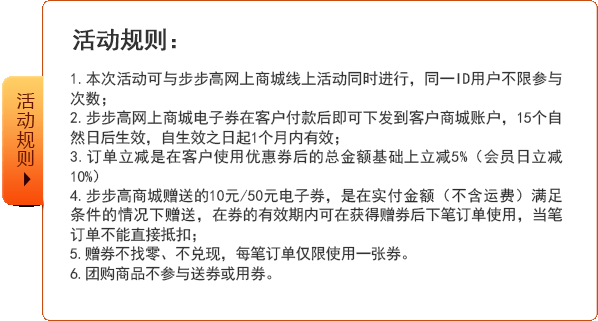 活动规则：
活动规则
1.本次活动可与步步高网上商城线上活动同时进行，同一ID用户不限参与
次数；
2.步步高网上商城电子券在客户付款后即可下发到客户商城账户，15个自
然日后生效，自生效之日起1个月内有效；
3.订单立减是在客户使用优惠券后的总金额基础上立减5%（会员日立减
10%）
4.步步高商城赠送的10元/50元电子券，是在实付金额（不含运费）满足
条件的情况下赠送，在券的有效期内可在获得赠券后下笔订单使用，当笔
订单不能直接抵扣；
5.赠券不找零、不兑现，每笔订单仅限使用一张券。
6.团购商品不参与送券或用券。